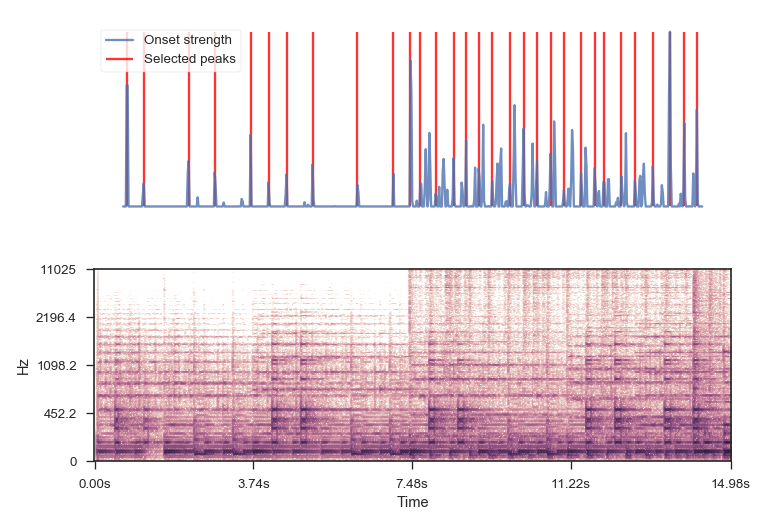 Onset strength
Selected peaks
11025
2196.4
1098.2
452.2
0
Hz
0.00s 3.74s 7.48s 11.22s 14.98s
Time